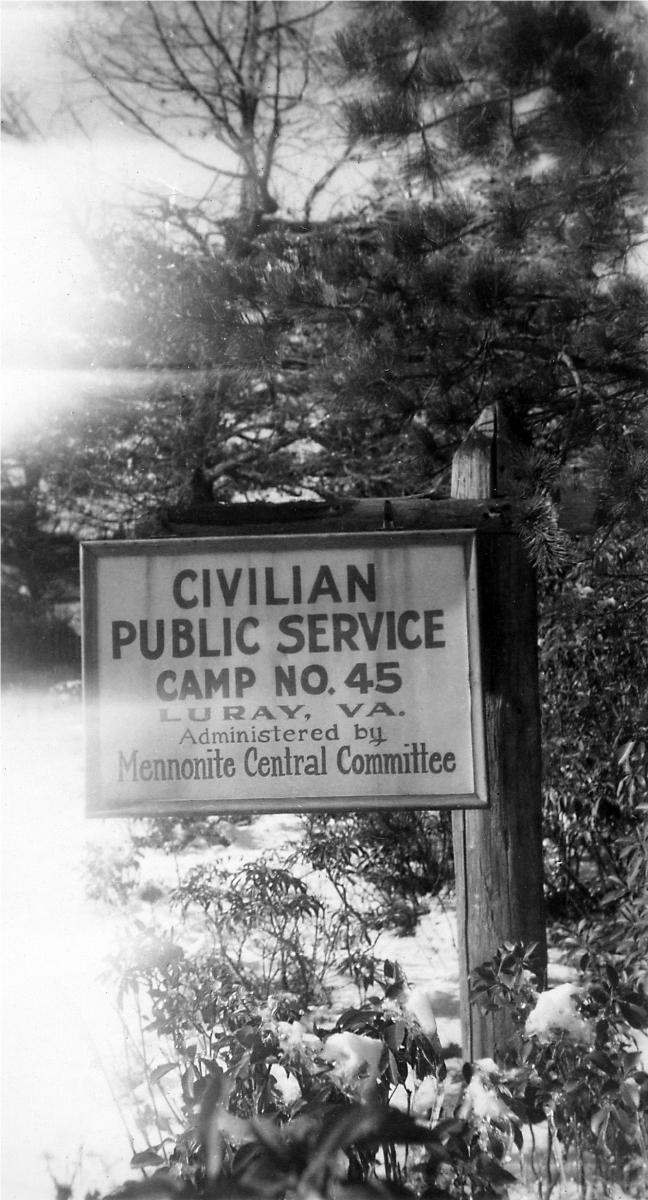 CIVILIAN
PUBLIC SERVICE
CAMP NO. 45
LURAY, VA.
Administered by
Mennonite Central Committee